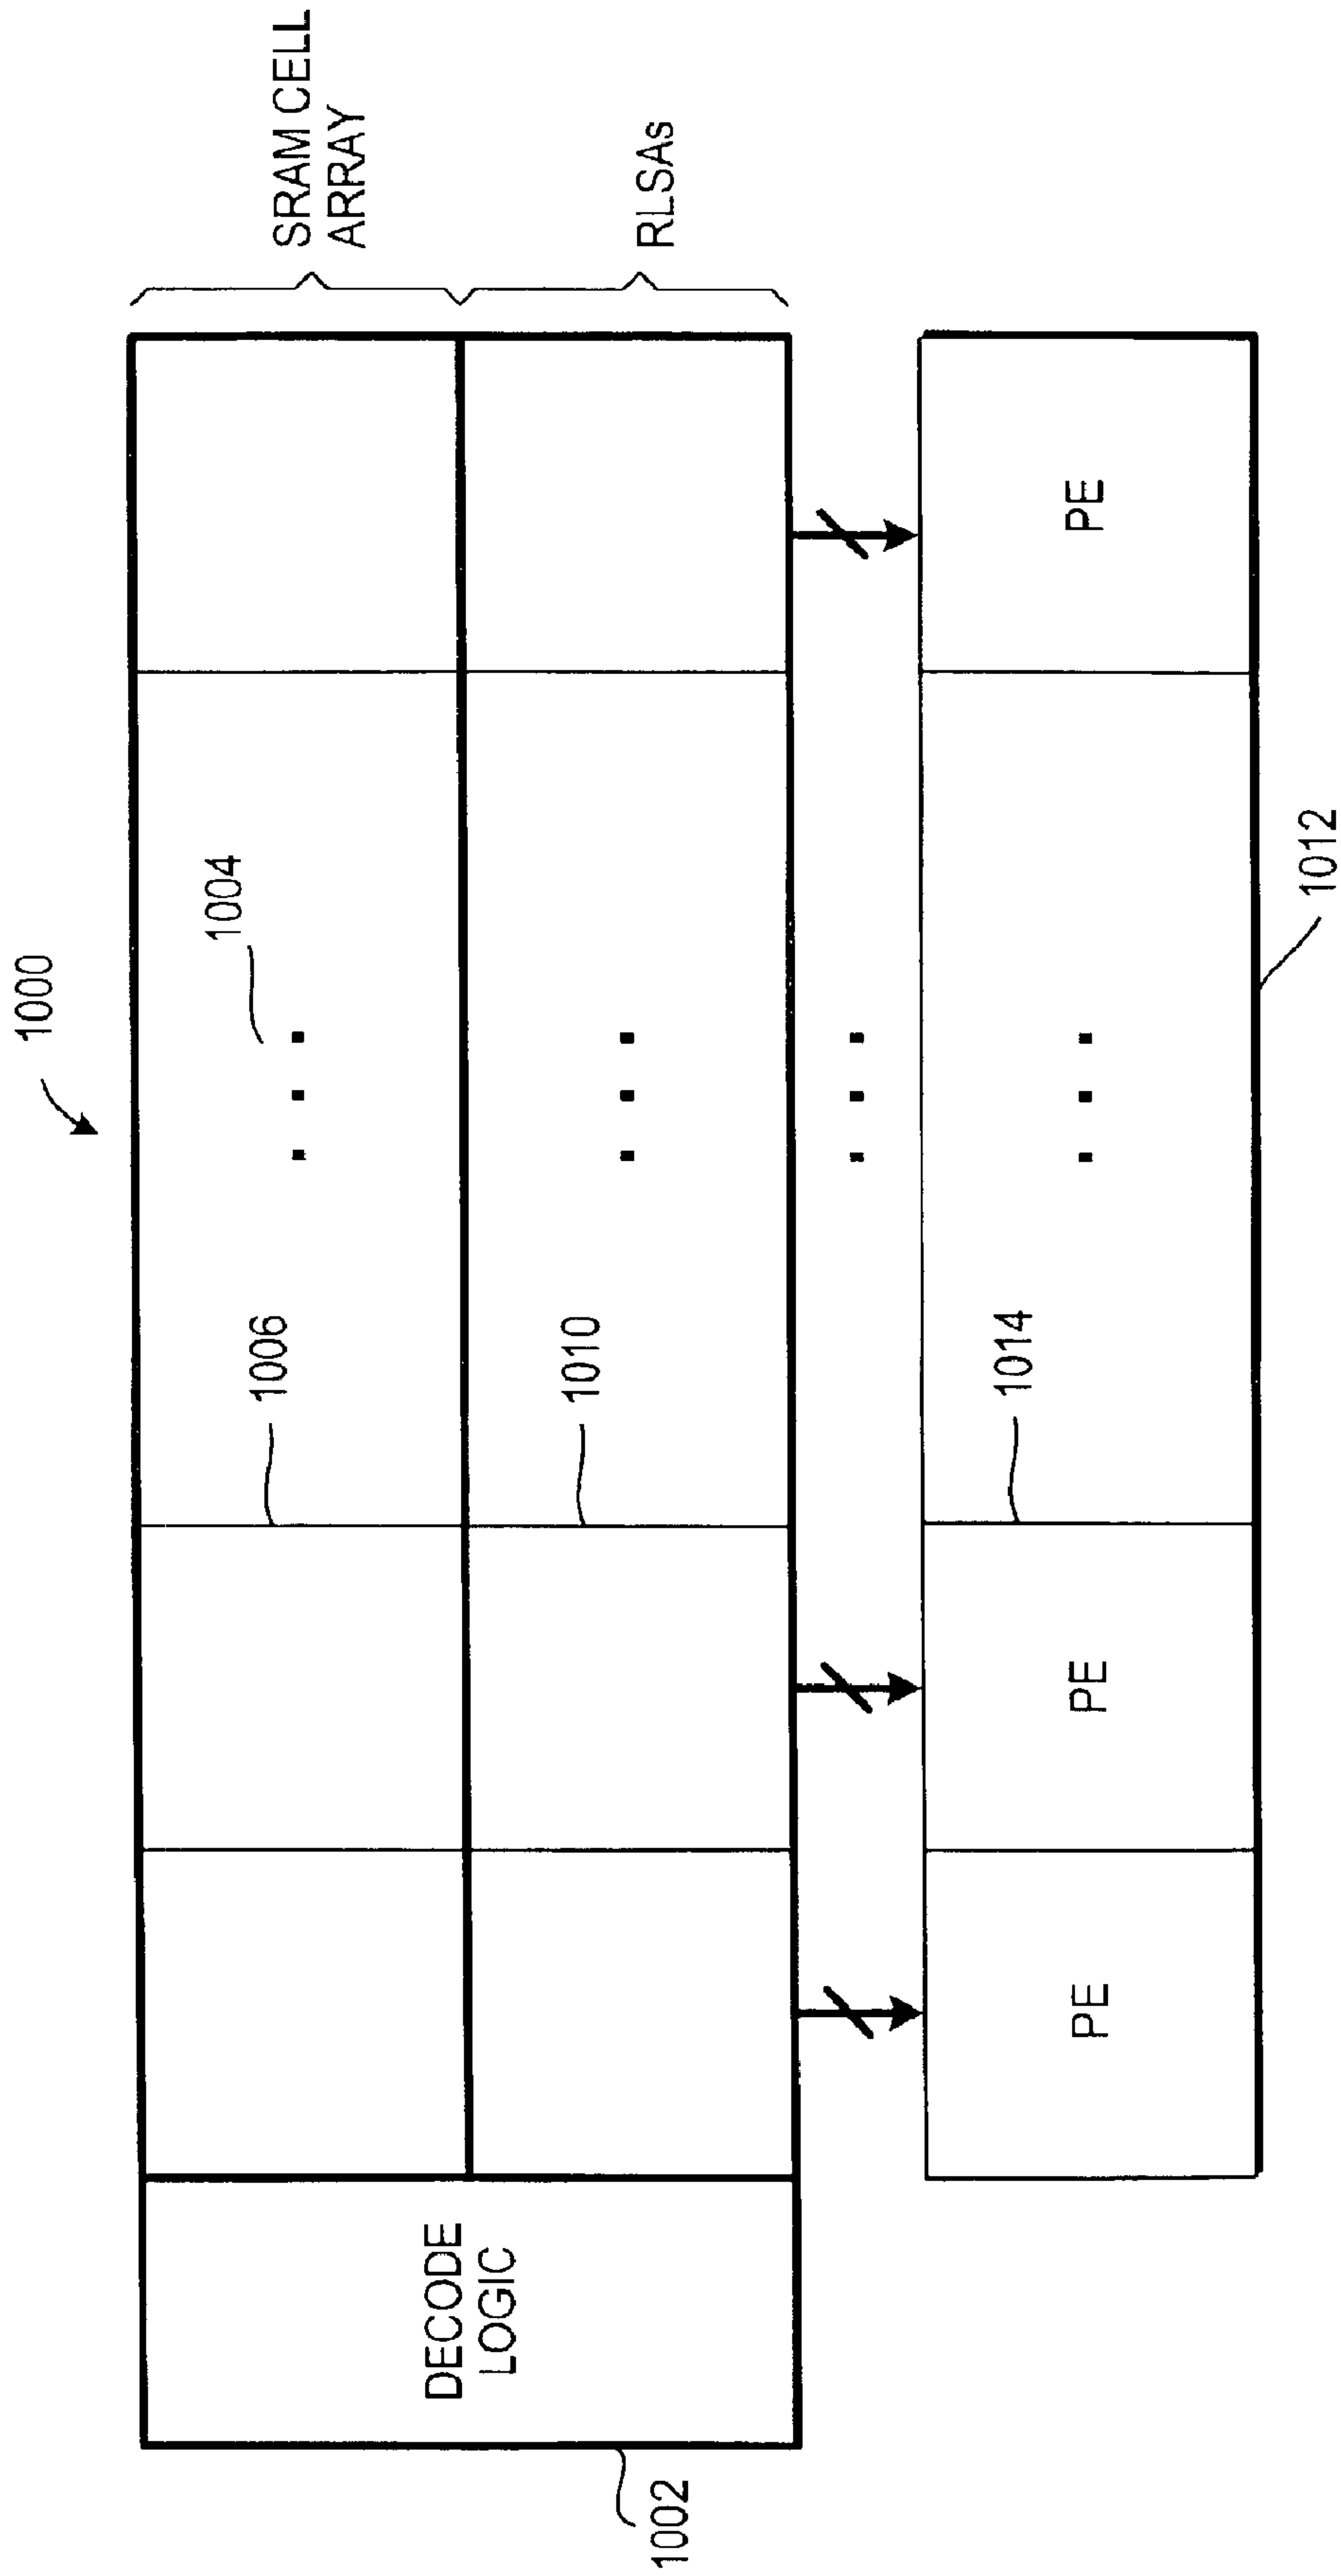 1000
1004
SRAM CELL
ARRAY
1006
1010
RLSAs
DECODE
LOGIC
1002
PE
PE
PE
1014
1012